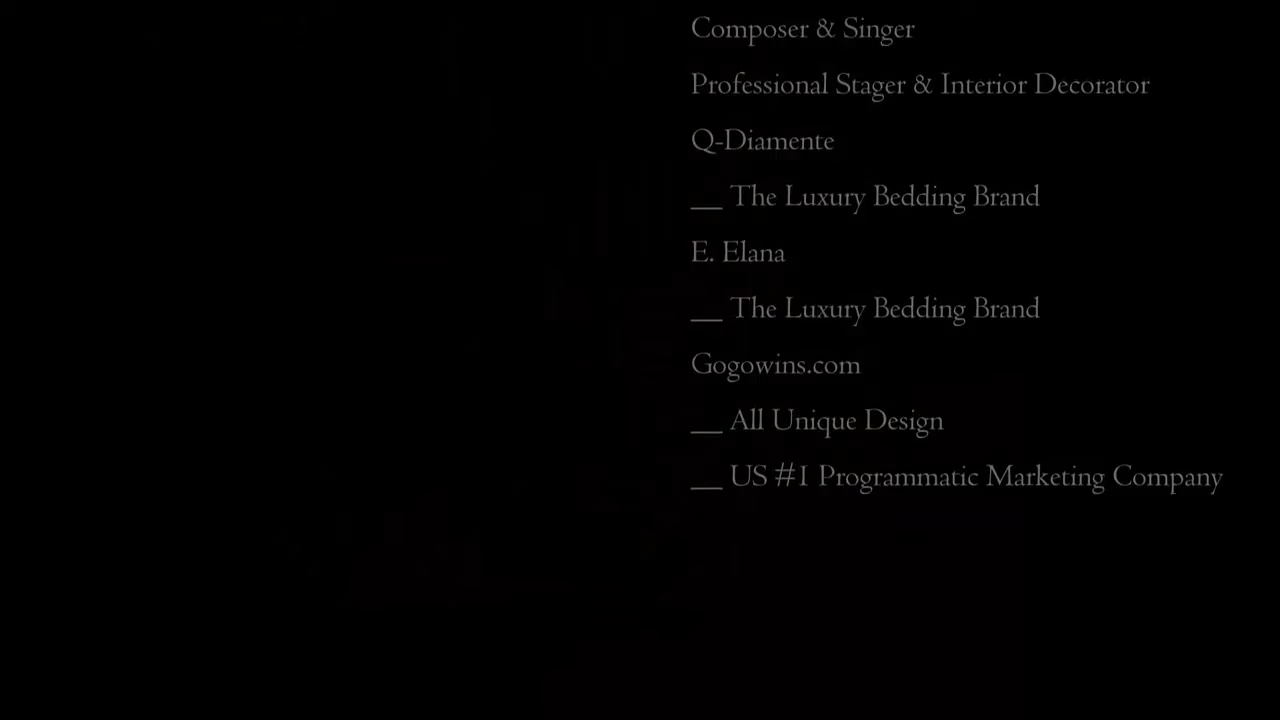 Composer & Singer
Professional Stager & Interior Decorator
Q-Diamente
__ The Luxury Bedding Brand
E. Elana
__ The Luxury Bedding Brand
Gogowins.com
__ All Unique Design
__ US #1 Programmatic Marketing Company